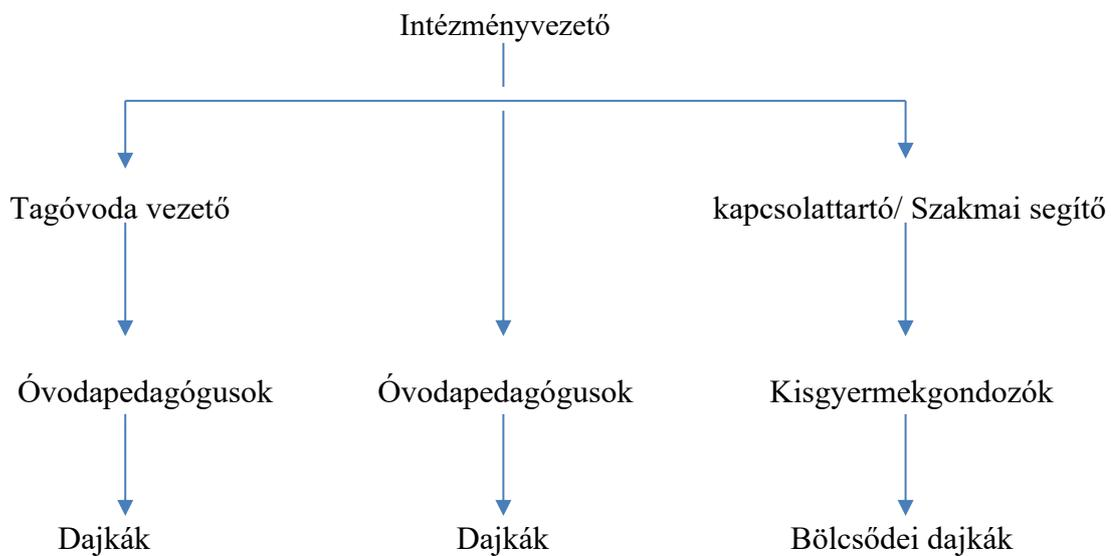 Intézményvezető
Tagóvoda vezető
kapcsolattartó/ Szakmai segítő
Óvodapedagógusok
Óvodapedagógusok
Kisgyermekgondozók
Dajkák
Dajkák
Bölcsődei dajkák